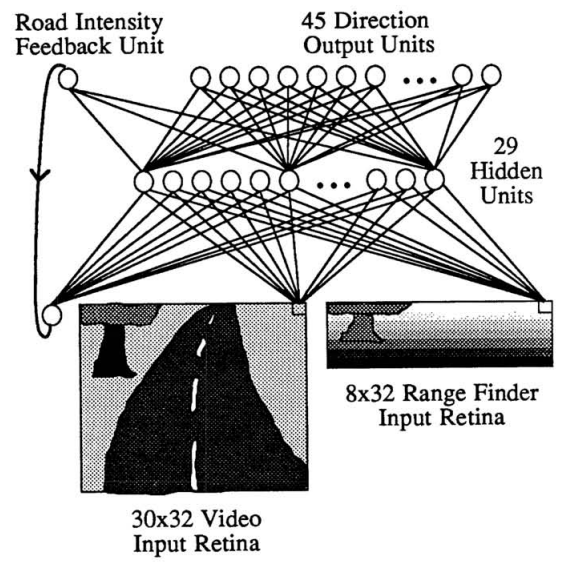 Road Intensity
Feedback Unit
45 Direction
Output Units
29
Hidden
Units
8x32 Range Finder
Input Retina
30x32 Video
Input Retina